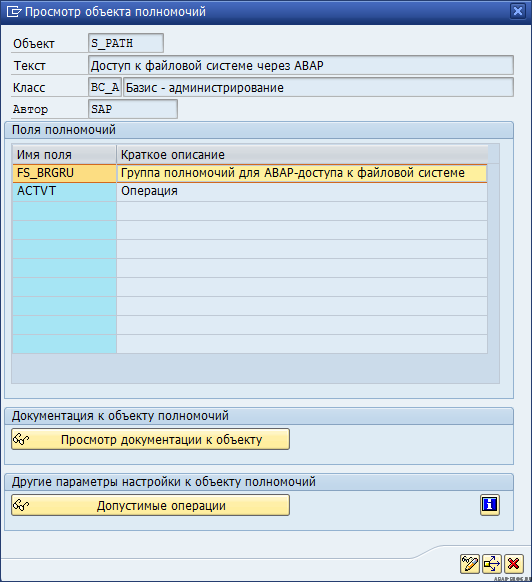 Просмотр объекта полномочий
Объект S_PATH
Текст Доступ к файловой системе через ABAP
Класс BC_A Базис - администрирование
Автор SAP
Поля полномочий
Имя поля Краткое описание
FS_BRGRU Группа полномочий для ABAP-доступа к файловой системе
ACTVT Операция
Документация к объекту полномочий
Просмотр документации к объекту
Другие параметры настройки к объекту полномочий
Допустимые операции